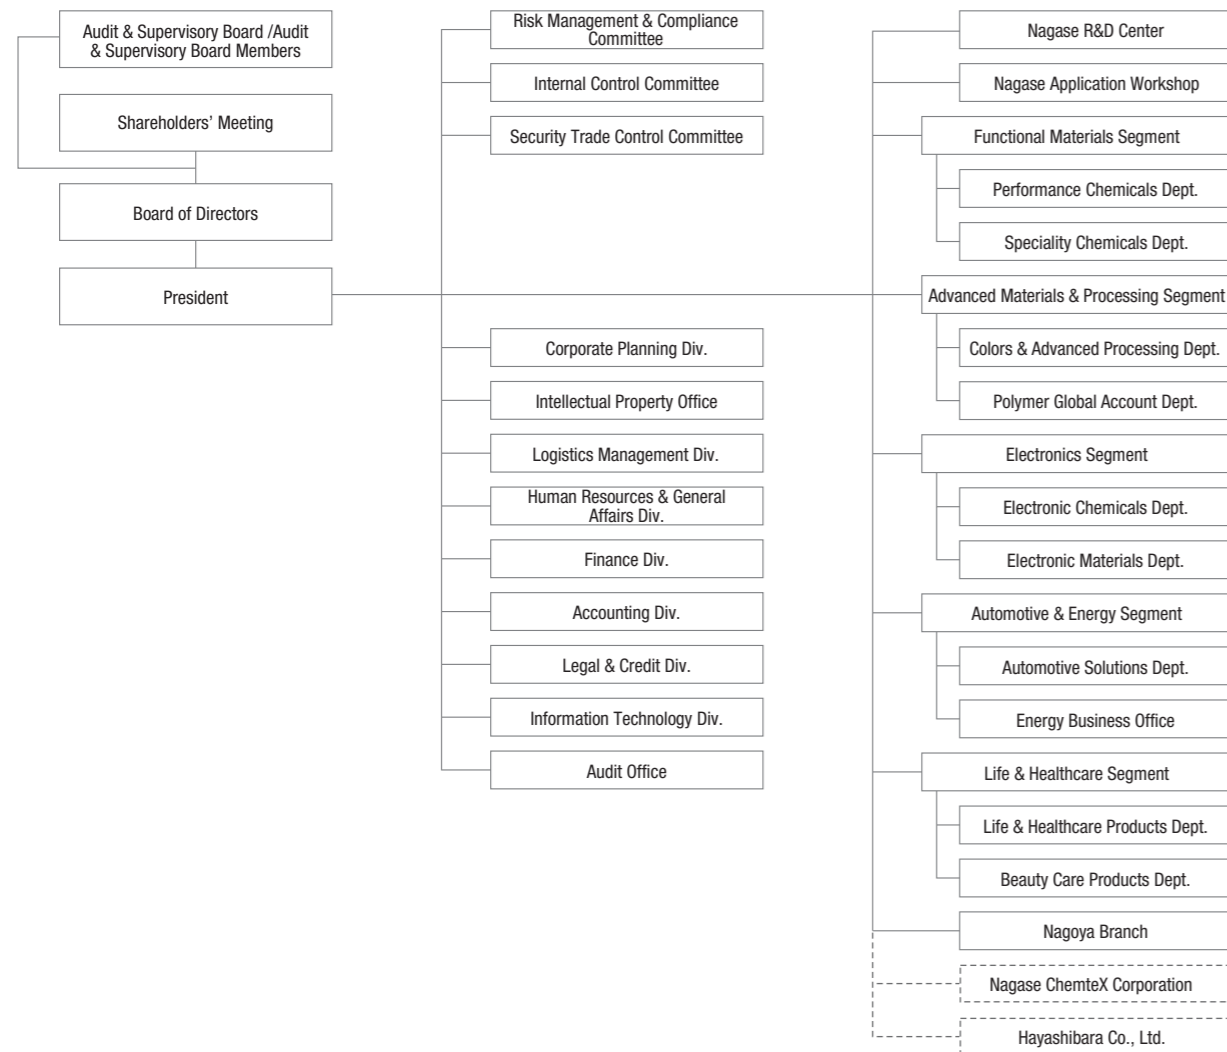 Audit & Supervisory Board /Audit
& Supervisory Board Members
Shareholders’ Meeting
Board of Directors
President
Risk Management & Compliance
Committee
Internal Control Committee
Security Trade Control Committee
Corporate Planning Div.
Intellectual Property Office
Logistics Management Div.
Human Resources & General
Affairs Div.
Finance Div.
Accounting Div.
Legal & Credit Div.
Information Technology Div.
Audit Office
Nagase R&D Center
Nagase Application Workshop
Functional Materials Segment
Performance Chemicals Dept.
Speciality Chemicals Dept.
Advanced Materials & Processing Segment
Colors & Advanced Processing Dept.
Polymer Global Account Dept.
Electronics Segment
Electronic Chemicals Dept.
Electronic Materials Dept.
Automotive & Energy Segment
Automotive Solutions Dept.
Energy Business Office
Life & Healthcare Segment
Life & Healthcare Products Dept.
Beauty Care Products Dept.
Nagoya Branch
Nagase ChemteX Corporation
Hayashibara Co., Ltd.